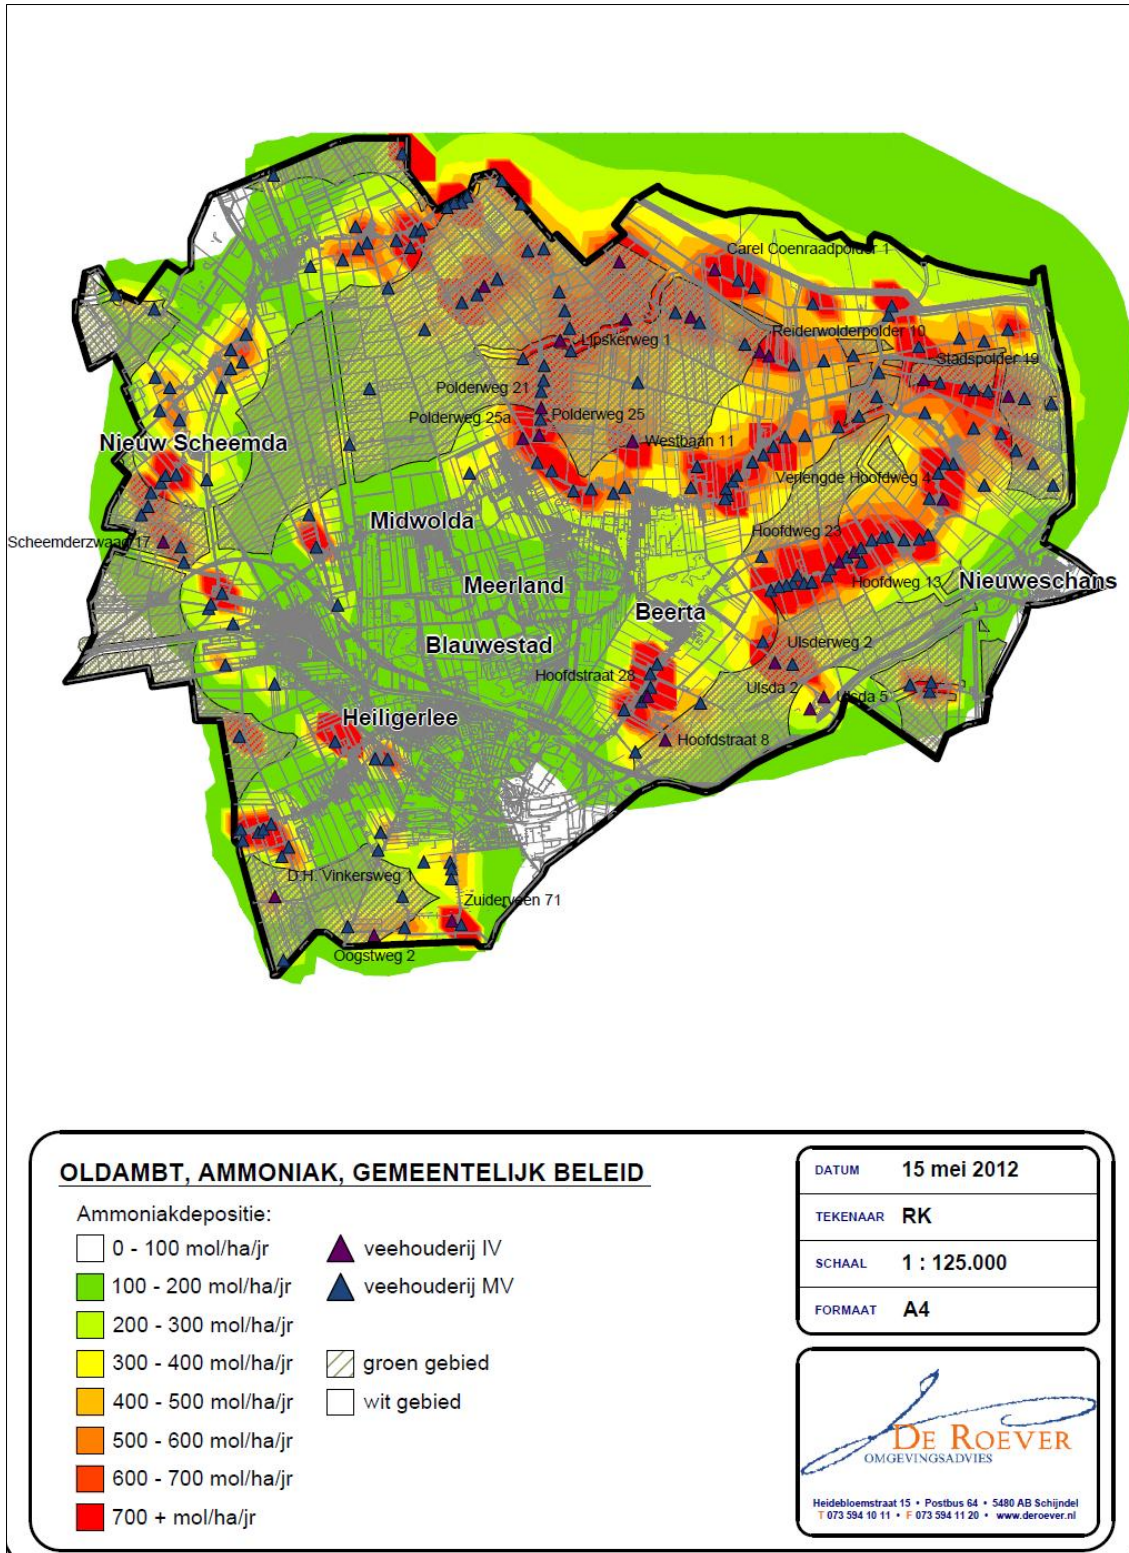 Carel Coenraadpolder 1
Reiderwolderpolder 10
Lipskerweg 1
Stadspolder 19
Polderweg 21
Polderweg 25a
Polderweg 25
Westbaan 11
Nieuw Scheemda
Verlengde Hoofdweg 4
Midwolda
Hoofdweg 23
Scheemderzwaag 17
Meerland
Hoofdweg 13
Nieuweschans
Beerta
Blauwestad
Ulsderweg 2
Hoofdstraat 28
Ulsda 2
Ulsda 5
Heiligerlee
Hoofdstraat 8
D.H. Vinkersweg 1
Zuiderveen 71
Oogstweg 2
OLDAMBT, AMMONIAK, GEMEENTELIJK BELEID
Ammoniakdepositie:
0 - 100 mol/ha/jr
100 - 200 mol/ha/jr
200 - 300 mol/ha/jr
300 - 400 mol/ha/jr
400 - 500 mol/ha/jr
500 - 600 mol/ha/jr
600 - 700 mol/ha/jr
700 + mol/ha/jr
veehouderij IV
veehouderij MV
groen gebied
wit gebied
DATUM 15 mei 2012
TEKENAAR RK
SCHAAL 1 : 125.000
FORMAAT A4
DE ROEVER
OMGEVINGSADVIES
Heidebloemstraat 15 • Postbus 64 • 5480 AB Schijndel
T 073 594 10 11 • F 073 594 11 20 • www.deroever.nl